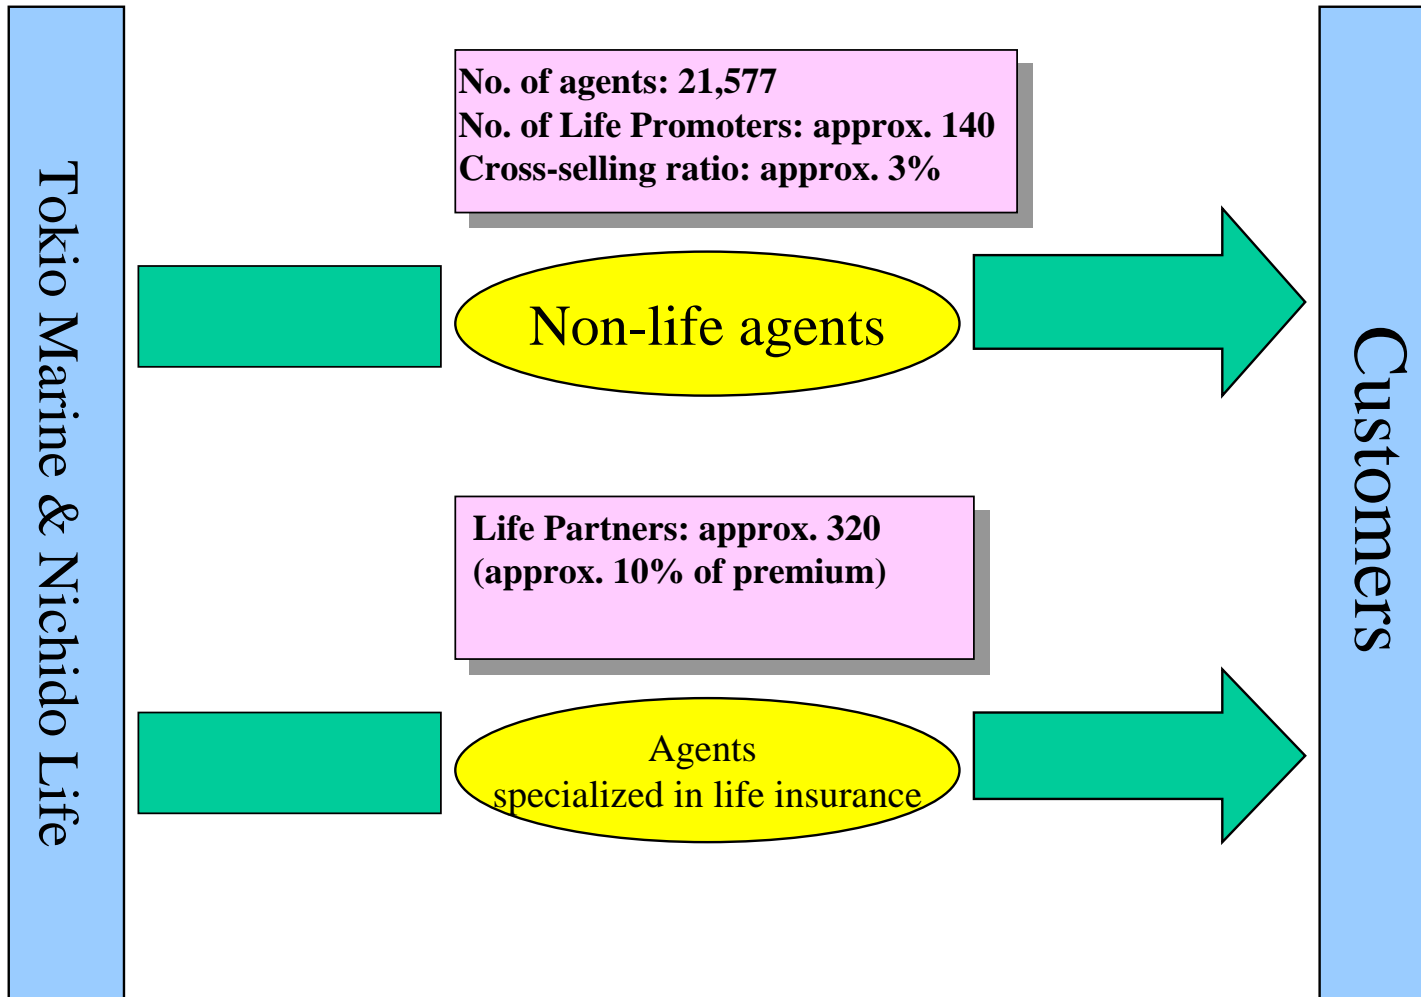 Tokio Marine & Nichido Life
No. of agents: 21,577
No. of Life Promoters: approx. 140
Cross-selling ratio: approx. 3%
Non-life agents
Life Partners: approx. 320
(approx. 10% of premium)
Agents
specialized in life insurance
Customers